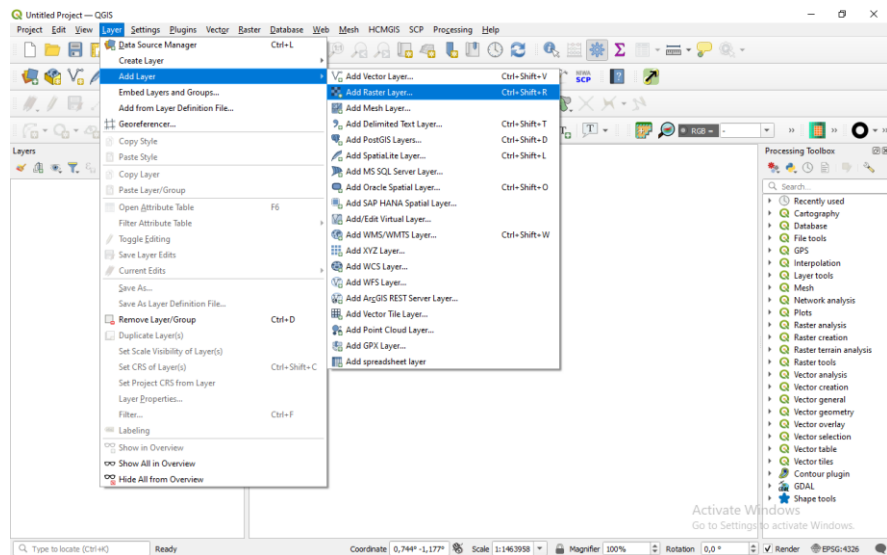 Untitled Project — QGIS
Project Edit View Layer Settings Plugins Vector Raster Database Web Mesh HCMGIS SCP Processing Help
Data Source Manager Ctrl+L
Create Layer
Add Layer
Embed Layers and Groups...
Add from Layer Definition File...
Georeferencer...
Copy Style
Paste Style
Copy Layer
Paste Layer/Group
Open Attribute Table F6
Filter Attribute Table
Toggle Editing
Save Layer Edits
Current Edits
Save As...
Save As Layer Definition File...
Remove Layer/Group Ctrl+D
Duplicate Layer(s)
Set Scale Visibility of Layer(s)
Set CRS of Layer(s) Ctrl+Shift+C
Set Project CRS from Layer
Layer Properties...
Filter... Ctrl+F
Labeling
Show in Overview
Show All in Overview
Hide All from Overview
Add Vector Layer... Ctrl+Shift+V
Add Raster Layer... Ctrl+Shift+R
Add Mesh Layer...
Add Delimited Text Layer... Ctrl+Shift+T
Add PostGIS Layers... Ctrl+Shift+D
Add SpatiaLite Layer... Ctrl+Shift+L
Add MS SQL Server Layer...
Add Oracle Spatial Layer... Ctrl+Shift+O
Add SAP HANA Spatial Layer...
Add/Edit Virtual Layer...
Add WMS/WMTS Layer... Ctrl+Shift+W
Add XYZ Layer...
Add WCS Layer...
Add WFS Layer...
Add ArcGIS REST Server Layer...
Add Vector Tile Layer...
Add Point Cloud Layer...
Add GPX Layer...
Add spreadsheet layer
SCP
RGB = -
Layers
Processing Toolbox
Search...
Recently used
Cartography
Database
File tools
GPS
Interpolation
Layer tools
Mesh
Network analysis
Plots
Raster analysis
Raster creation
Raster terrain analysis
Raster tools
Vector analysis
Vector creation
Vector general
Vector geometry
Vector overlay
Vector selection
Vector table
Vector tiles
Contour plugin
GDAL
Shape tools
Activate Windows
Go to Settings to activate Windows.
Type to locate (Ctrl+K) Ready Coordinate 0,744° -1,177° Scale 1:1463958 Magnifier 100% Rotation 0,0 ° Render EPSG:4326